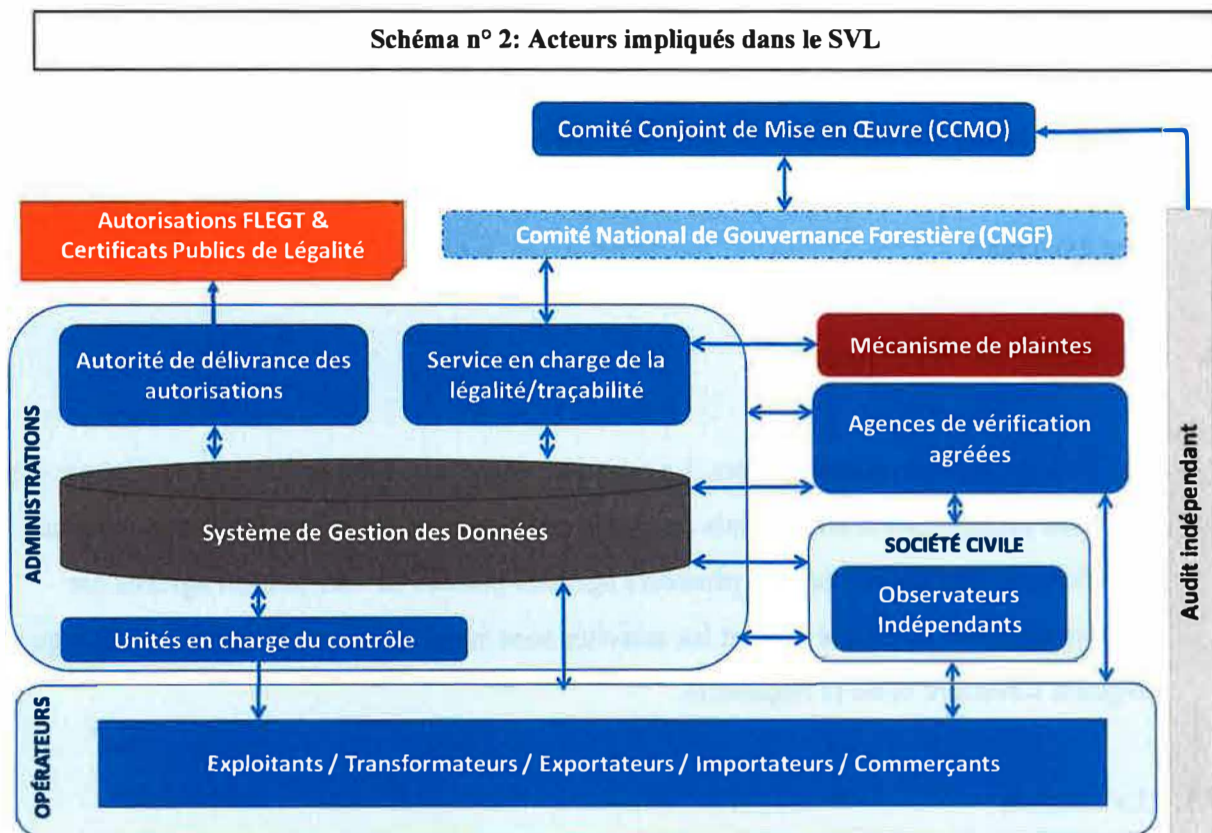 Schéma n° 2: Acteurs impliqués dans le SVL
Comité Conjoint de Mise en Œuvre (CCMO)
Autorisations FLEGT &
Certificats Publics de Légalité
Comité National de Gouvernance Forestière (CNGF)
ADMINISTRATIONS
Autorité de délivrance des
autorisations
Service en charge de la
légalité/traçabilité
Mécanisme de plaintes
Agences de vérification
agréées
Système de Gestion des Données
SOCIÉTÉ CIVILE
Observateurs
Indépendants
Unités en charge du contrôle
Audit indépendant
OPÉRATEURS
Exploitants / Transformateurs / Exportateurs / Importateurs / Commerçants